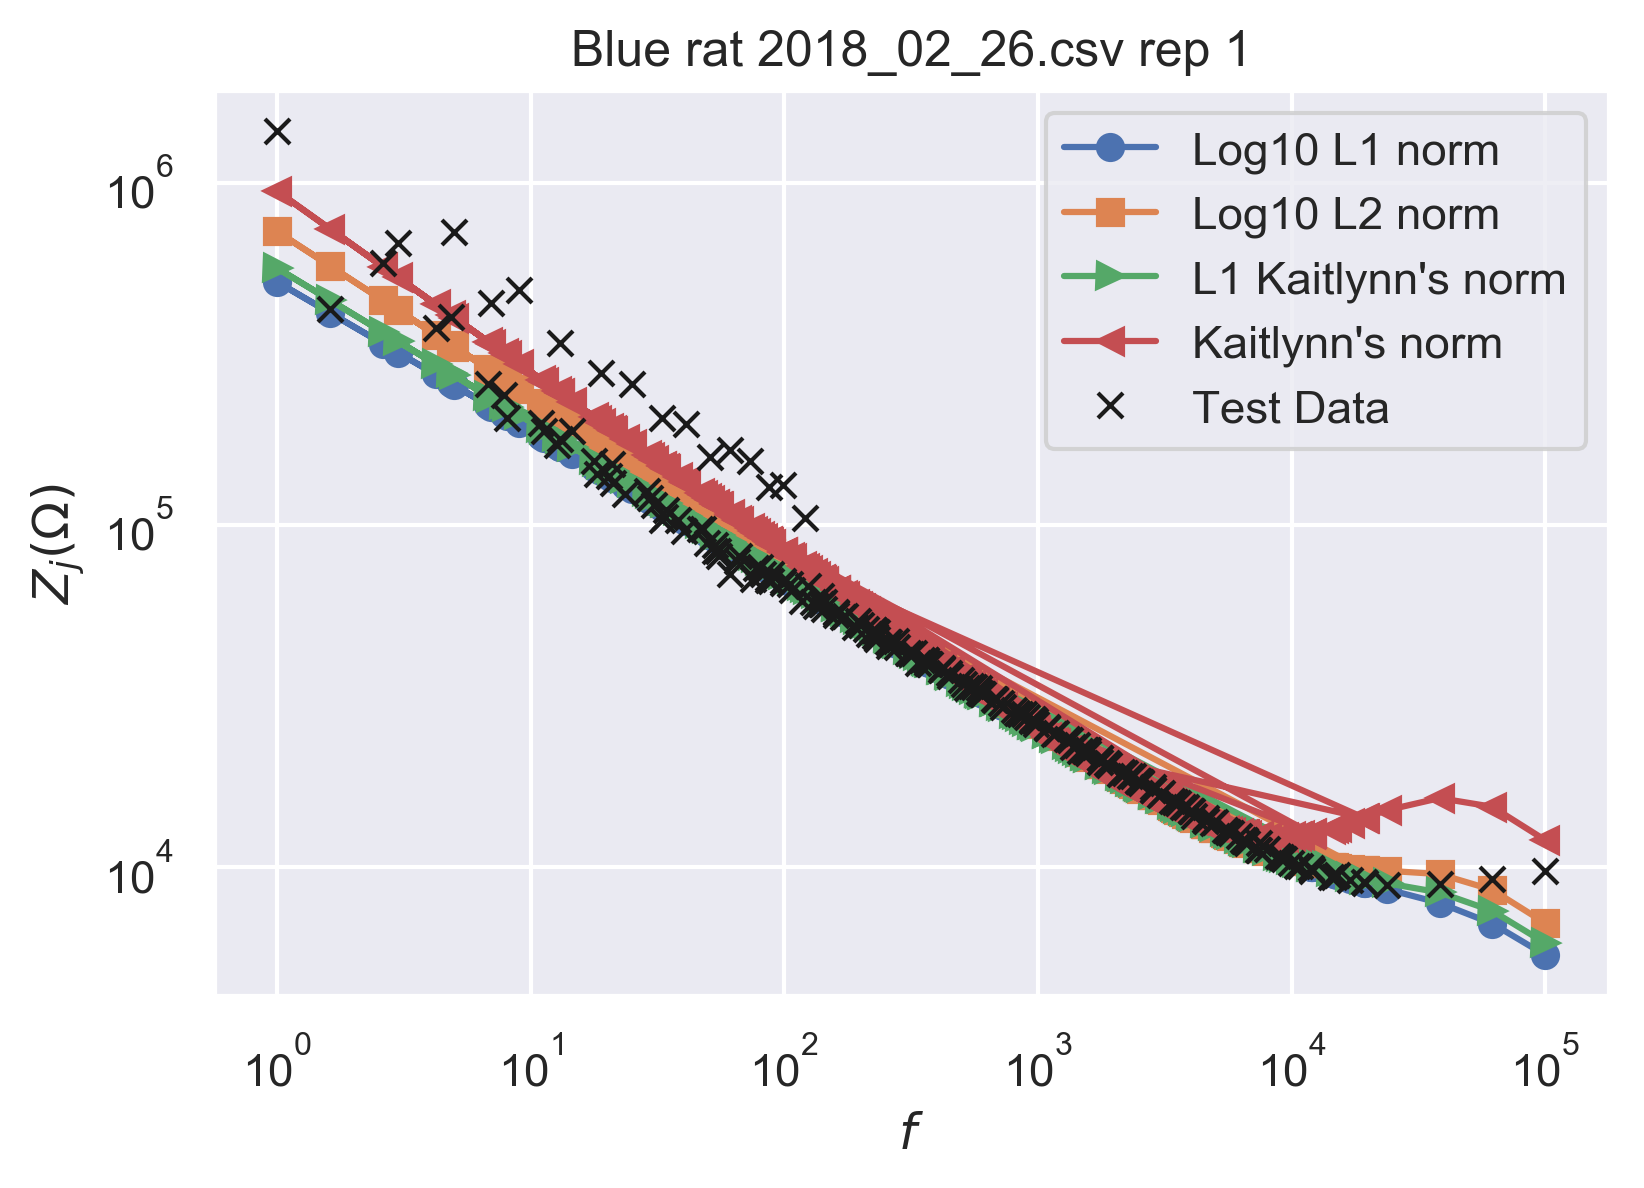 Blue rat 2018_02_26.csv rep 1
Log10 L1 norm
Log10 L2 norm
L1 Kaitlynn's norm
Kaitlynn's norm
Test Data
10^6
10^5
10^4
Z_j(Ω)
10^0 10^1 10^2 10^3 10^4 10^5
f